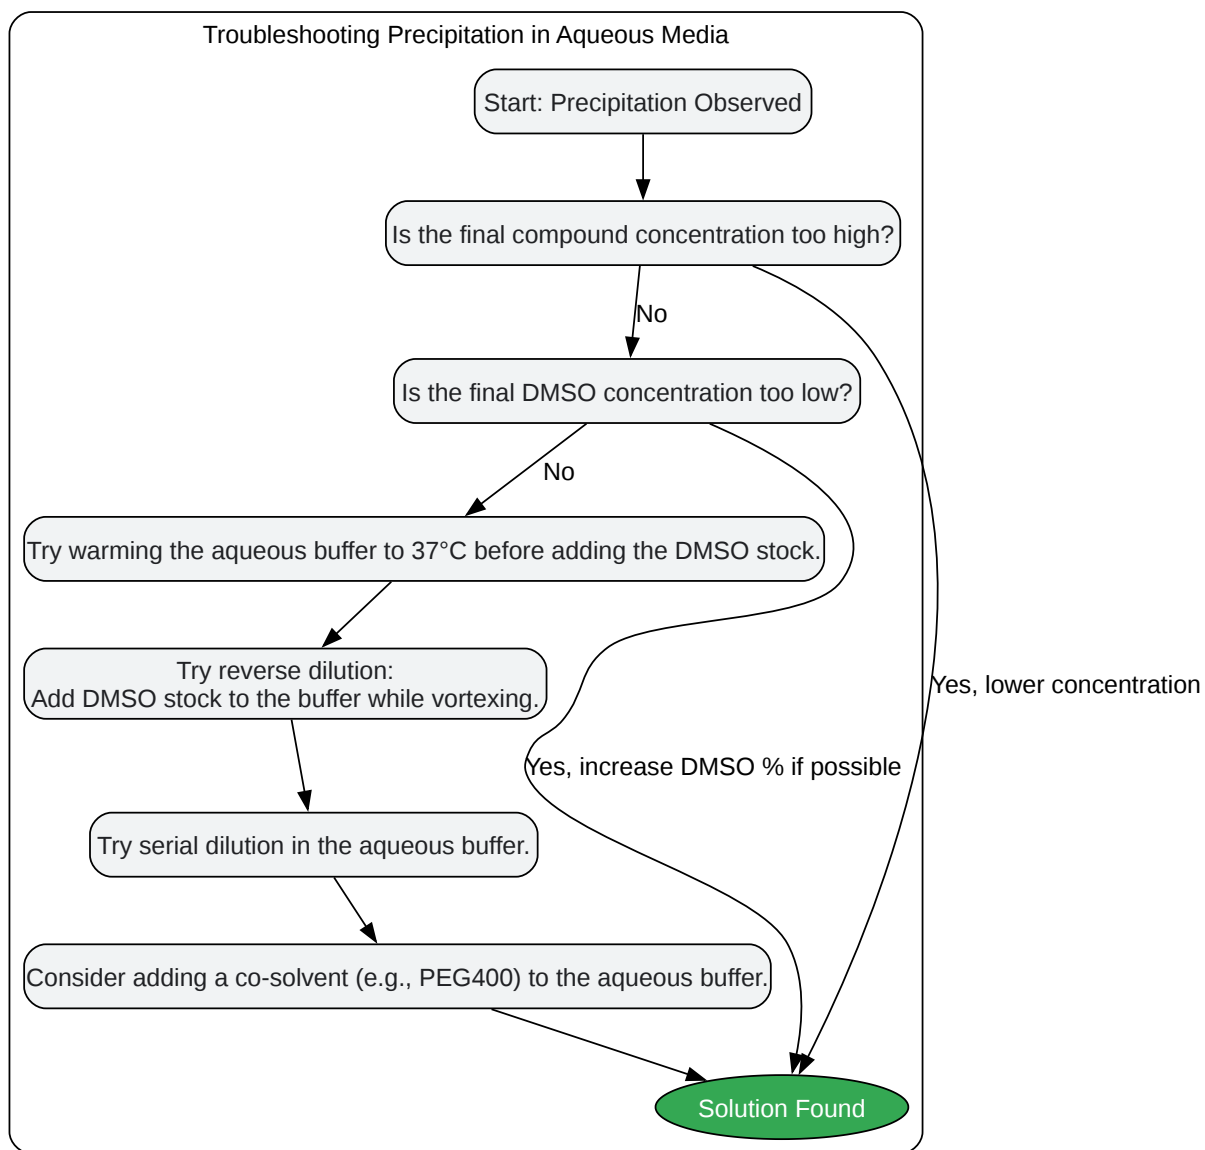 Troubleshooting Precipitation in Aqueous Media
Start: Precipitation Observed
Is the final compound concentration too high?
No
Is the final DMSO concentration too low?
No
Try warming the aqueous buffer to 37°C before adding the DMSO stock.
Try reverse dilution:
Add DMSO stock to the buffer while vortexing.
Yes, lower concentration
Yes, increase DMSO % if possible
Try serial dilution in the aqueous buffer.
Consider adding a co-solvent (e.g., PEG400) to the aqueous buffer.
Solution Found